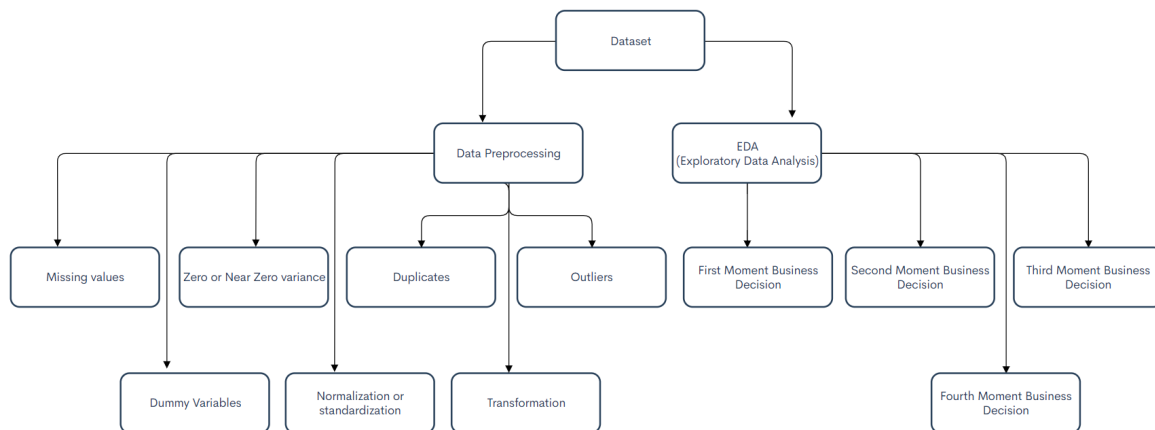 Dataset
Data Preprocessing
EDA
(Exploratory Data Analysis)
Missing values
Zero or Near Zero variance
Duplicates
Outliers
First Moment Business
Decision
Second Moment Business
Decision
Third Moment Business
Decision
Dummy Variables
Normalization or
standardization
Transformation
Fourth Moment Business
Decision